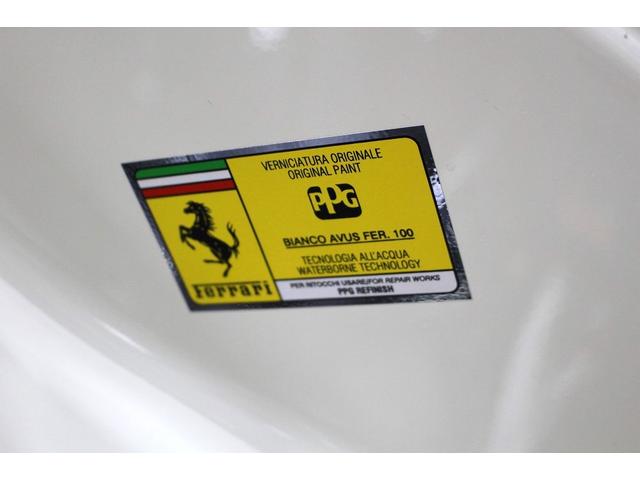 VERNICIATURA ORIGINALE
ORIGINAL PAINT
PPG
BIANCO AVUS FER. 100
TECNOLOGIA ALL'ACQUA
WATERBORNE TECHNOLOGY
Ferrari
PER RITOCCHI USARE/FOR REPAIR WORKS
PPG REFINISH